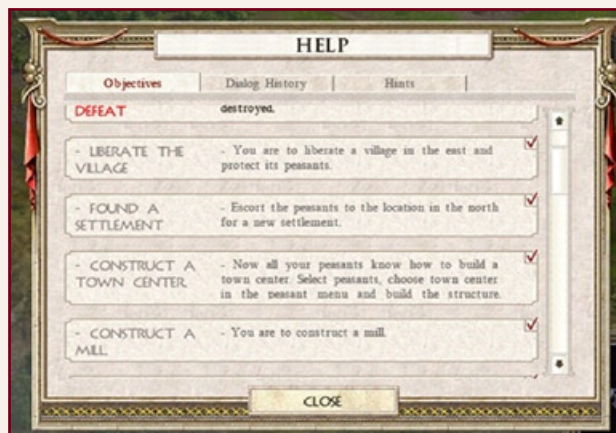 HELP
Objectives Dialog History Hints
DEFEAT destroyed.
- LIBERATE THE - You are to liberate a village in the east and
VILLAGE protect its peasants.
- FOUND A - Escort the peasants to the location in the north
SETTLEMENT for a new settlement.
- CONSTRUCT A - Now all your peasants know how to build a
TOWN CENTER town center. Select peasants, choose town center
in the peasant menu and build the structure.
- CONSTRUCT A - You are to construct a mill.
MILL
CLOSE